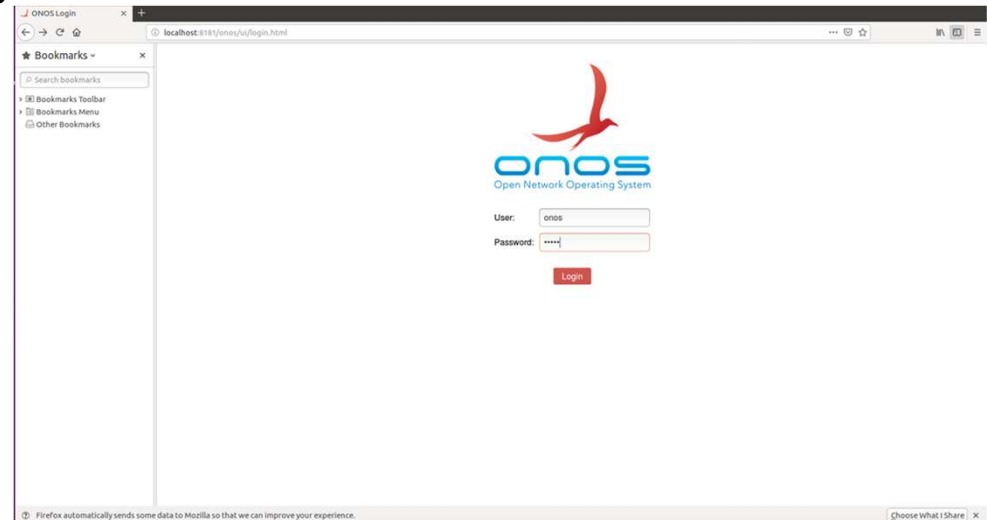 ONOS Login
localhost:8181/onos/ui/login.html
Bookmarks
Search bookmarks
Bookmarks Toolbar
Bookmarks Menu
Other Bookmarks
onos
Open Network Operating System
User: onos
Password: •••••
Login
Firefox automatically sends some data to Mozilla so that we can improve your experience.
Choose What I Share